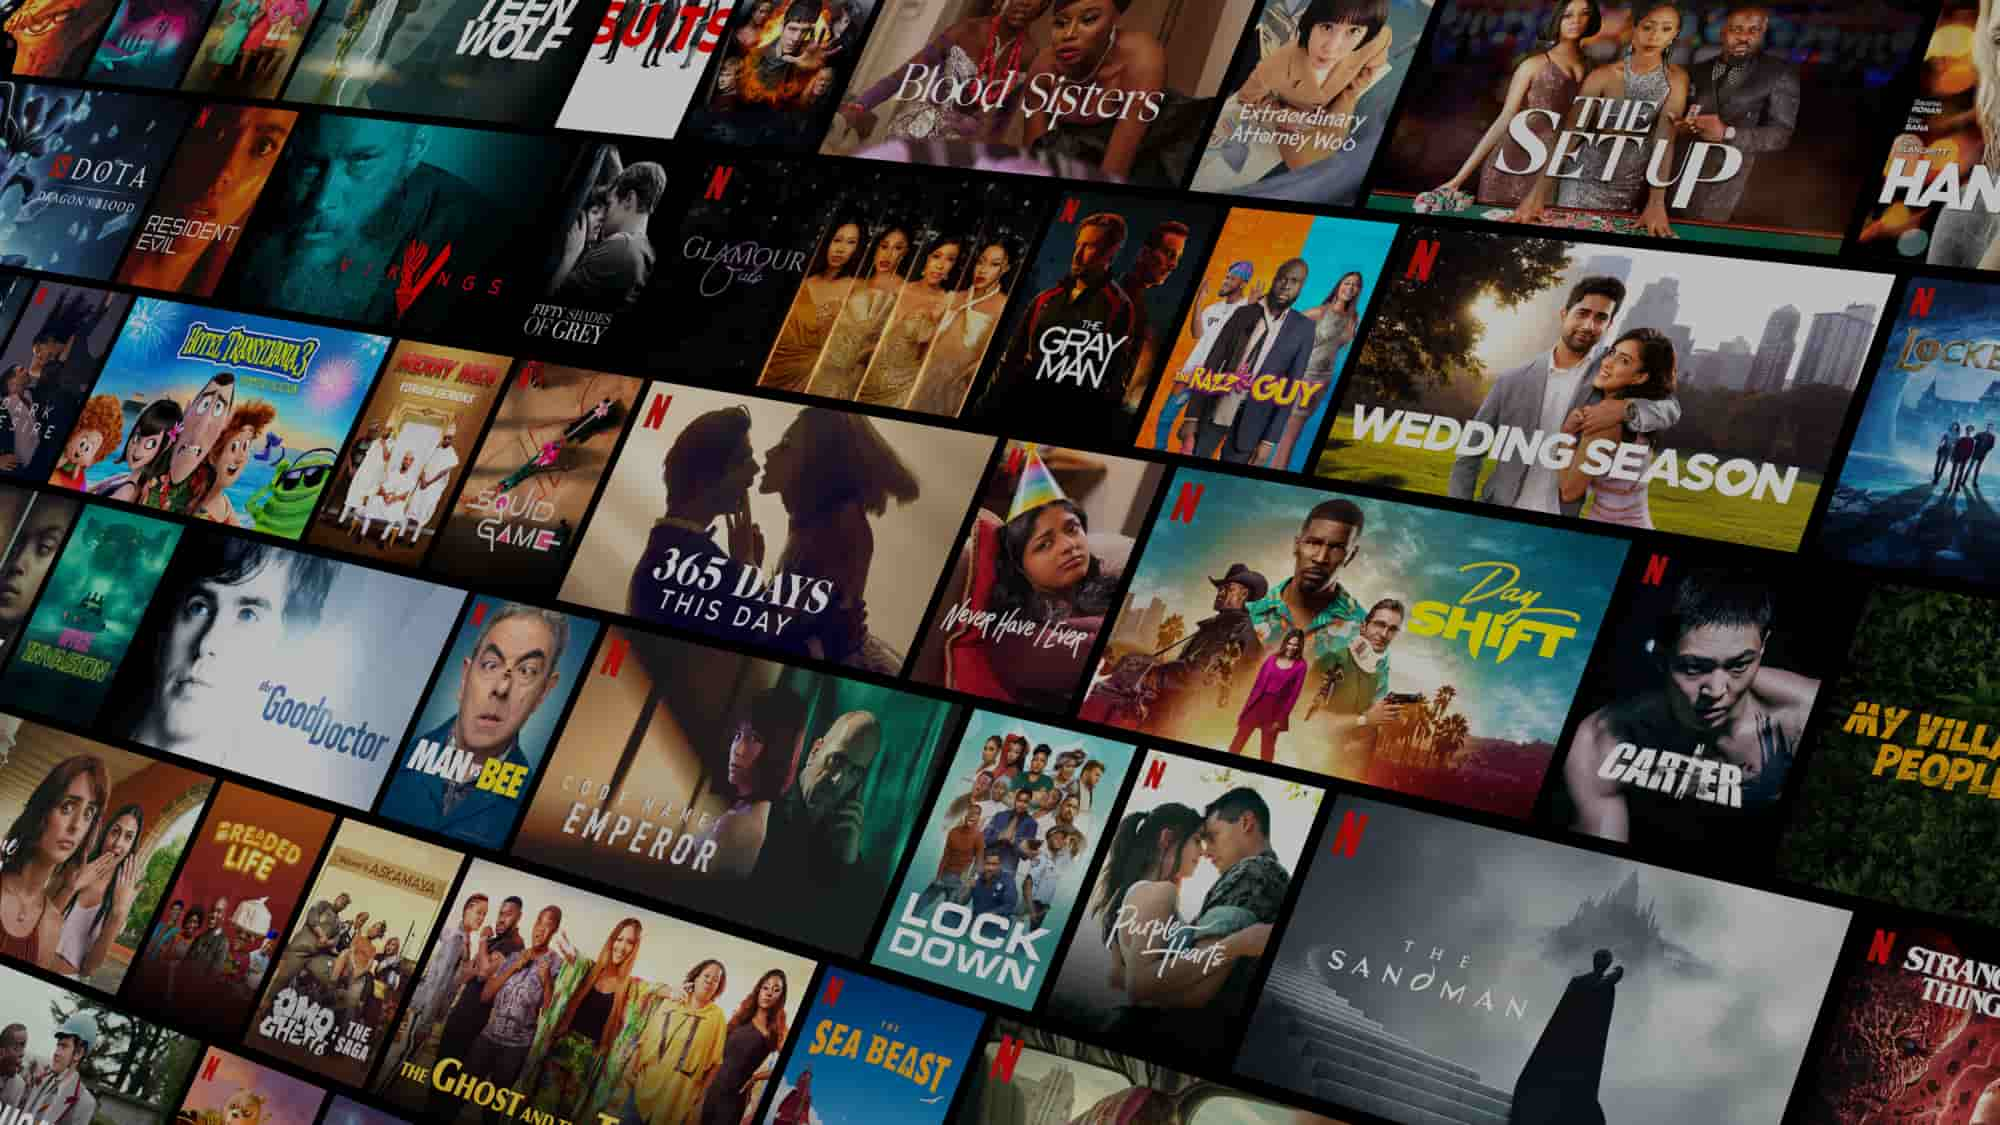 TEEN
WOLF
SUITS
Blood Sisters
Extraordinary
Attorney Woo
THE
SET UP
ERIC
BANA
HAN
N
DOTA
DRAGON'S BLOOD
N
RESIDENT
EVIL
VIKINGS
FIFTY SHADES
OF GREY
N
GLAMOUR
N
THE
GRAY
MAN
THE RAZZ GUY
N
WEDDING SEASON
N
LOCKE
DARK
DESIRE
HOTEL TRANSYLVANIA 3
MERRY MEN
N
SQUID
GAME
N
365 DAYS
THIS DAY
N
Never Have I Ever
N
Day
SHIFT
N
CARTER
MY VILLA
PEOPL
INVASION
the Good Doctor
N
MAN VS BEE
N
CODE NAME
EMPEROR
LOCK
DOWN
N
Purple
Hearts
N
THE
SANDMAN
N
STRANG
THING
BREADED
LIFE
ASKAMAYA
OMO
GHETTO: THE
SAGA
THE GHOST AND
N
THE
SEA BEAST
N
N